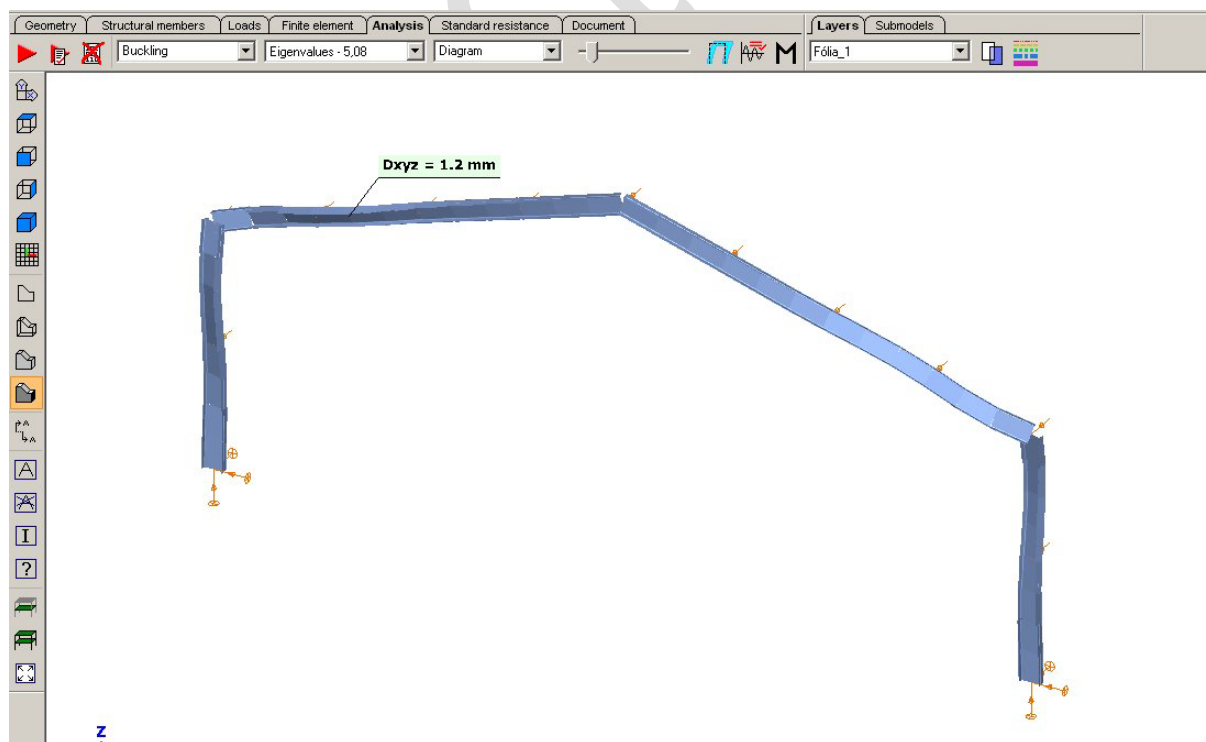 Geometry Structural members Loads Finite element Analysis Standard resistance Document Layers Submodels
Buckling Eigenvalues - 5,08 Diagram M Fólia_1
Dxyz = 1.2 mm
A
A
A
A
I
?
Z